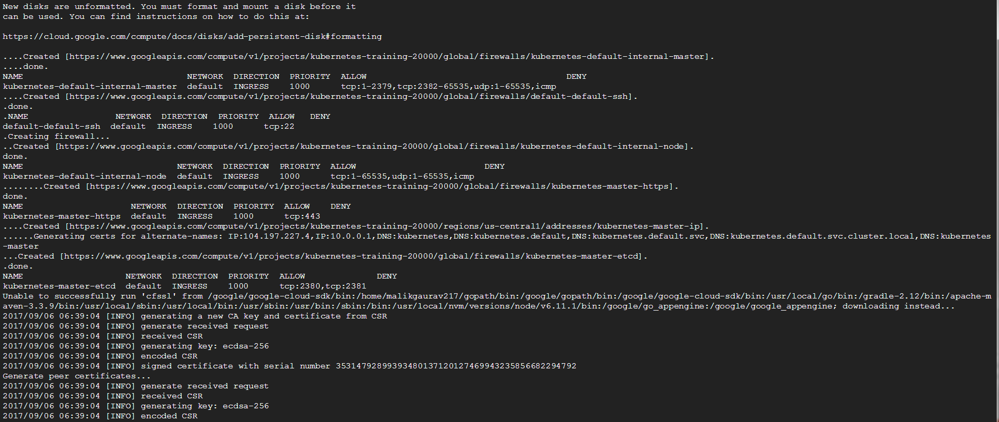 New disks are unformatted. You must format and mount a disk before it
can be used. You can find instructions on how to do this at:
https://cloud.google.com/compute/docs/disks/add-persistent-disk#formatting
....Created [https://www.googleapis.com/compute/v1/projects/kubernetes-training-20000/global/firewalls/kubernetes-default-internal-master].
....done.
NAME NETWORK DIRECTION PRIORITY ALLOW DENY
kubernetes-default-internal-master default INGRESS 1000 tcp:1-2379,tcp:2382-65535,udp:1-65535,icmp
....Created [https://www.googleapis.com/compute/v1/projects/kubernetes-training-20000/global/firewalls/default-default-ssh].
.done.
.NAME NETWORK DIRECTION PRIORITY ALLOW DENY
default-default-ssh default INGRESS 1000 tcp:22
.Creating firewall...
..Created [https://www.googleapis.com/compute/v1/projects/kubernetes-training-20000/global/firewalls/kubernetes-default-internal-node].
done.
NAME NETWORK DIRECTION PRIORITY ALLOW DENY
kubernetes-default-internal-node default INGRESS 1000 tcp:1-65535,udp:1-65535,icmp
........Created [https://www.googleapis.com/compute/v1/projects/kubernetes-training-20000/global/firewalls/kubernetes-master-https].
done.
NAME NETWORK DIRECTION PRIORITY ALLOW DENY
kubernetes-master-https default INGRESS 1000 tcp:443
....Created [https://www.googleapis.com/compute/v1/projects/kubernetes-training-20000/regions/us-central1/addresses/kubernetes-master-ip].
......Generating certs for alternate-names: IP:104.197.227.4,IP:10.0.0.1,DNS:kubernetes,DNS:kubernetes.default,DNS:kubernetes.default.svc,DNS:kubernetes.default.svc.cluster.local,DNS:kubernetes
-master
...Created [https://www.googleapis.com/compute/v1/projects/kubernetes-training-20000/global/firewalls/kubernetes-master-etcd].
.done.
NAME NETWORK DIRECTION PRIORITY ALLOW DENY
kubernetes-master-etcd default INGRESS 1000 tcp:2380,tcp:2381
Unable to successfully run 'cfssl' from /google/google-cloud-sdk/bin:/home/malikgaurav217/gopath/bin:/google/gopath/bin:/google/google-cloud-sdk/bin:/usr/local/go/bin:/gradle-2.12/bin:/apache-m
aven-3.3.9/bin:/usr/local/sbin:/usr/local/bin:/usr/sbin:/usr/bin:/sbin:/bin:/usr/local/nvm/versions/node/v6.11.1/bin:/google/go_appengine:/google/google_appengine; downloading instead...
2017/09/06 06:39:04 [INFO] generating a new CA key and certificate from CSR
2017/09/06 06:39:04 [INFO] generate received request
2017/09/06 06:39:04 [INFO] received CSR
2017/09/06 06:39:04 [INFO] generating key: ecdsa-256
2017/09/06 06:39:04 [INFO] encoded CSR
2017/09/06 06:39:04 [INFO] signed certificate with serial number 353147928993934801371201274699432358566822947​92
Generate peer certificates...
2017/09/06 06:39:04 [INFO] generate received request
2017/09/06 06:39:04 [INFO] received CSR
2017/09/06 06:39:04 [INFO] generating key: ecdsa-256
2017/09/06 06:39:04 [INFO] encoded CSR